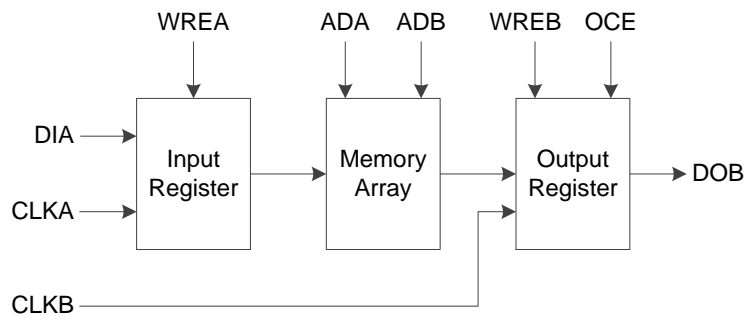 WREA ADA ADB WREB OCE
DIA
Input
Register
Memory
Array
Output
Register
DOB
CLKA
CLKB